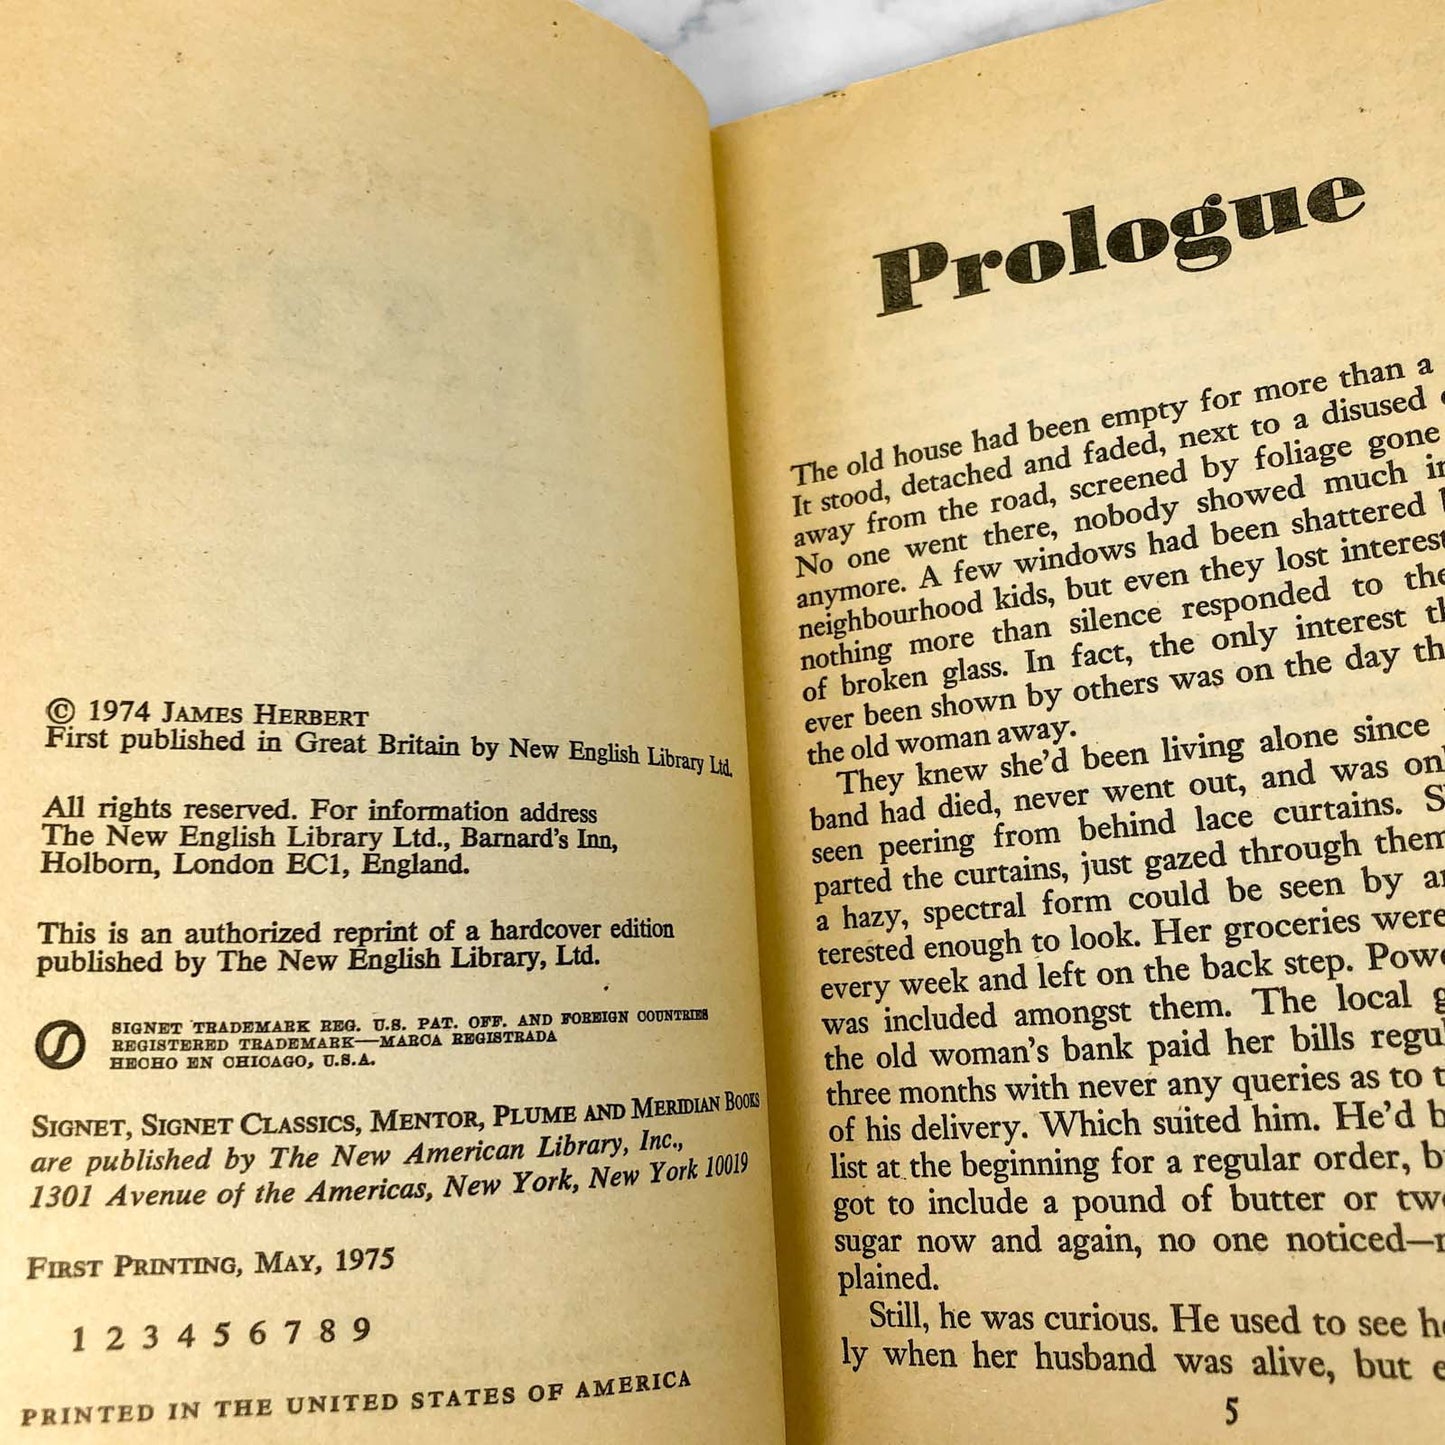 © 1974 JAMES HERBERT
First published in Great Britain by New English Library Ltd.
All rights reserved. For information address
The New English Library Ltd., Barnard's Inn,
Holborn, London EC1, England.
This is an authorized reprint of a hardcover edition
published by The New English Library, Ltd.
SIGNET TRADEMARK REG. U.S. PAT. OFF. AND FOREIGN COUNTRIES
REGISTERED TRADEMARK—MARCA REGISTRADA
HECHO EN CHICAGO, U.S.A.
SIGNET, SIGNET CLASSICS, MENTOR, PLUME AND MERIDIAN BOOKS
are published by The New American Library, Inc.,
1301 Avenue of the Americas, New York, New York 10019
FIRST PRINTING, MAY, 1975
1 2 3 4 5 6 7 8 9
PRINTED IN THE UNITED STATES OF AMERICA
Prologue
The old house had been empty for more than a
It stood, detached and faded, next to a disused
away from the road, screened by foliage gone
No one went there, nobody showed much
anymore. A few windows had been shattered
neighbourhood kids, but even they lost interest
nothing more than silence responded to
of broken glass. In fact, the only interest
ever been shown by others was on the day
the old woman away.
They knew she'd been living alone since
band had died, never went out, and was
seen peering from behind lace curtains.
parted the curtains, just gazed through them
a hazy, spectral form could be seen by
terested enough to look. Her groceries were
every week and left on the back step.
was included amongst them. The local
the old woman's bank paid her bills
three months with never any queries as to
of his delivery. Which suited him. He'd
list at the beginning for a regular order,
got to include a pound of butter or
sugar now and again, no one noticed—
plained.
Still, he was curious. He used to see
ly when her husband was alive, but
5